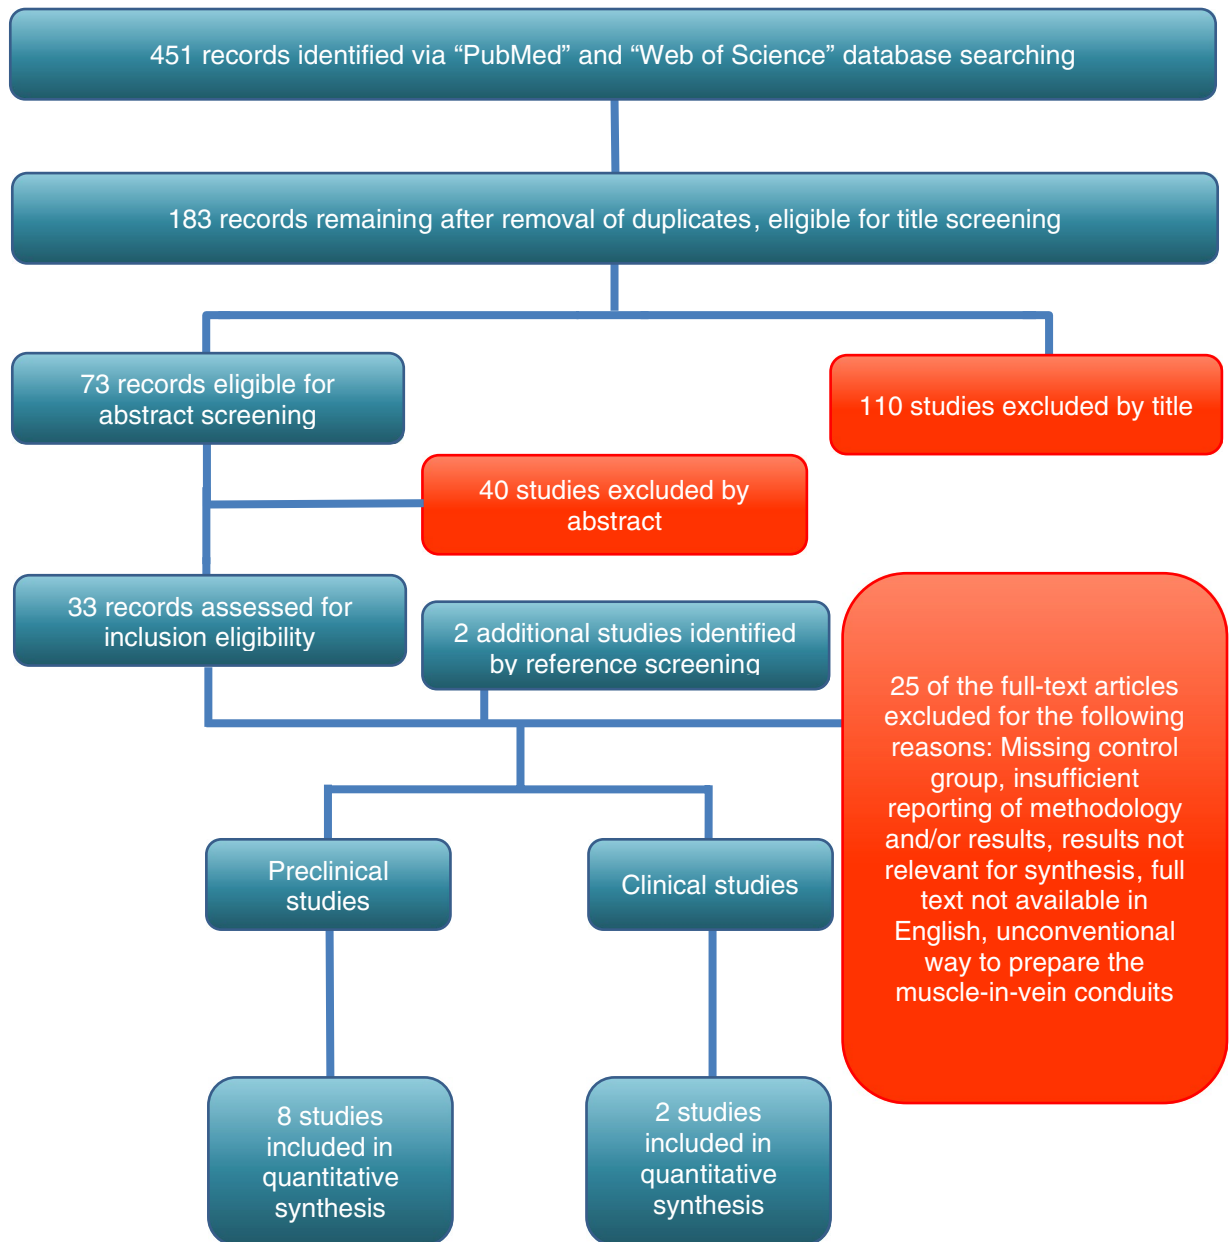 451 records identified via “PubMed” and “Web of Science” database searching
183 records remaining after removal of duplicates, eligible for title screening
73 records eligible for
abstract screening
110 studies excluded by title
40 studies excluded by
abstract
33 records assessed for
inclusion eligibility
2 additional studies identified
by reference screening
25 of the full-text articles
excluded for the following
reasons: Missing control
group, insufficient
reporting of methodology
and/or results, results not
relevant for synthesis, full
text not available in
English, unconventional
way to prepare the
muscle-in-vein conduits
Preclinical
studies
Clinical studies
8 studies
included in
quantitative
synthesis
2 studies
included in
quantitative
synthesis